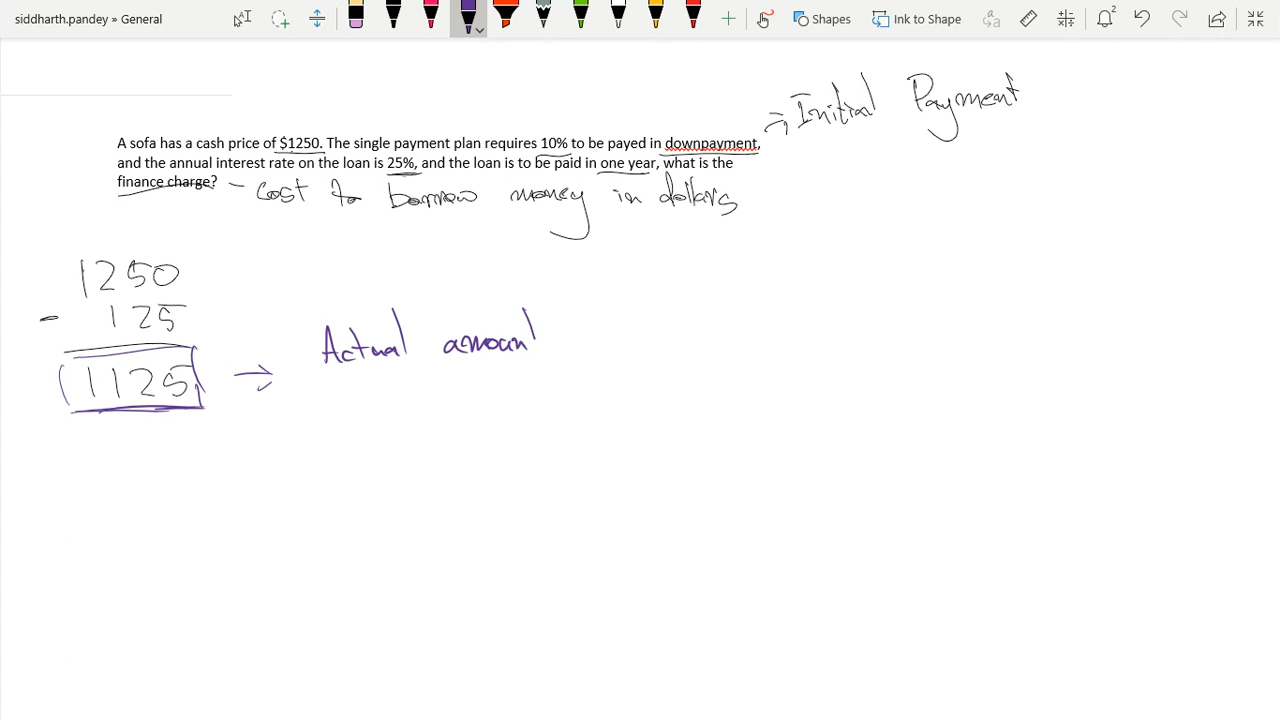 siddharth.pandey » General
Shapes
Ink to Shape
2
→ Initial Payment
A sofa has a cash price of $1250. The single payment plan requires 10% to be payed in downpayment,
and the annual interest rate on the loan is 25%, and the loan is to be paid in one year, what is the
finance charge? - cost to borrow money in dollars
1250
- 125
1125 → Actual amount